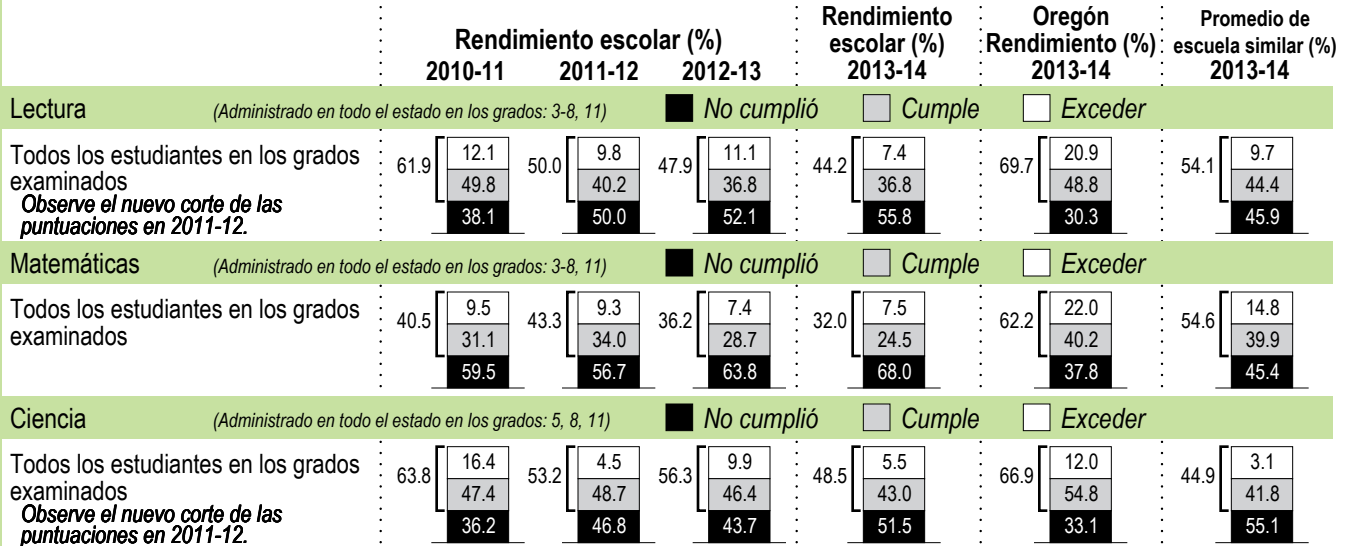 Rendimiento escolar (%)
2010-11 2011-12 2012-13
Rendimiento
escolar (%)
2013-14
Oregón
Rendimiento (%)
2013-14
Promedio de
escuela similar (%)
2013-14
Lectura (Administrado en todo el estado en los grados: 3-8, 11) No cumplió Cumple Exceder
Todos los estudiantes en los grados
examinados
Observe el nuevo corte de las
puntuaciones en 2011-12.
61.9 12.1 49.8 38.1
50.0 9.8 40.2 50.0
47.9 11.1 36.8 52.1
44.2 7.4 36.8 55.8
69.7 20.9 48.8 30.3
54.1 9.7 44.4 45.9
Matemáticas (Administrado en todo el estado en los grados: 3-8, 11) No cumplió Cumple Exceder
Todos los estudiantes en los grados
examinados
40.5 9.5 31.1 59.5
43.3 9.3 34.0 56.7
36.2 7.4 28.7 63.8
32.0 7.5 24.5 68.0
62.2 22.0 40.2 37.8
54.6 14.8 39.9 45.4
Ciencia (Administrado en todo el estado en los grados: 5, 8, 11) No cumplió Cumple Exceder
Todos los estudiantes en los grados
examinados
Observe el nuevo corte de las
puntuaciones en 2011-12.
63.8 16.4 47.4 36.2
53.2 4.5 48.7 46.8
56.3 9.9 46.4 43.7
48.5 5.5 43.0 51.5
66.9 12.0 54.8 33.1
44.9 3.1 41.8 55.1